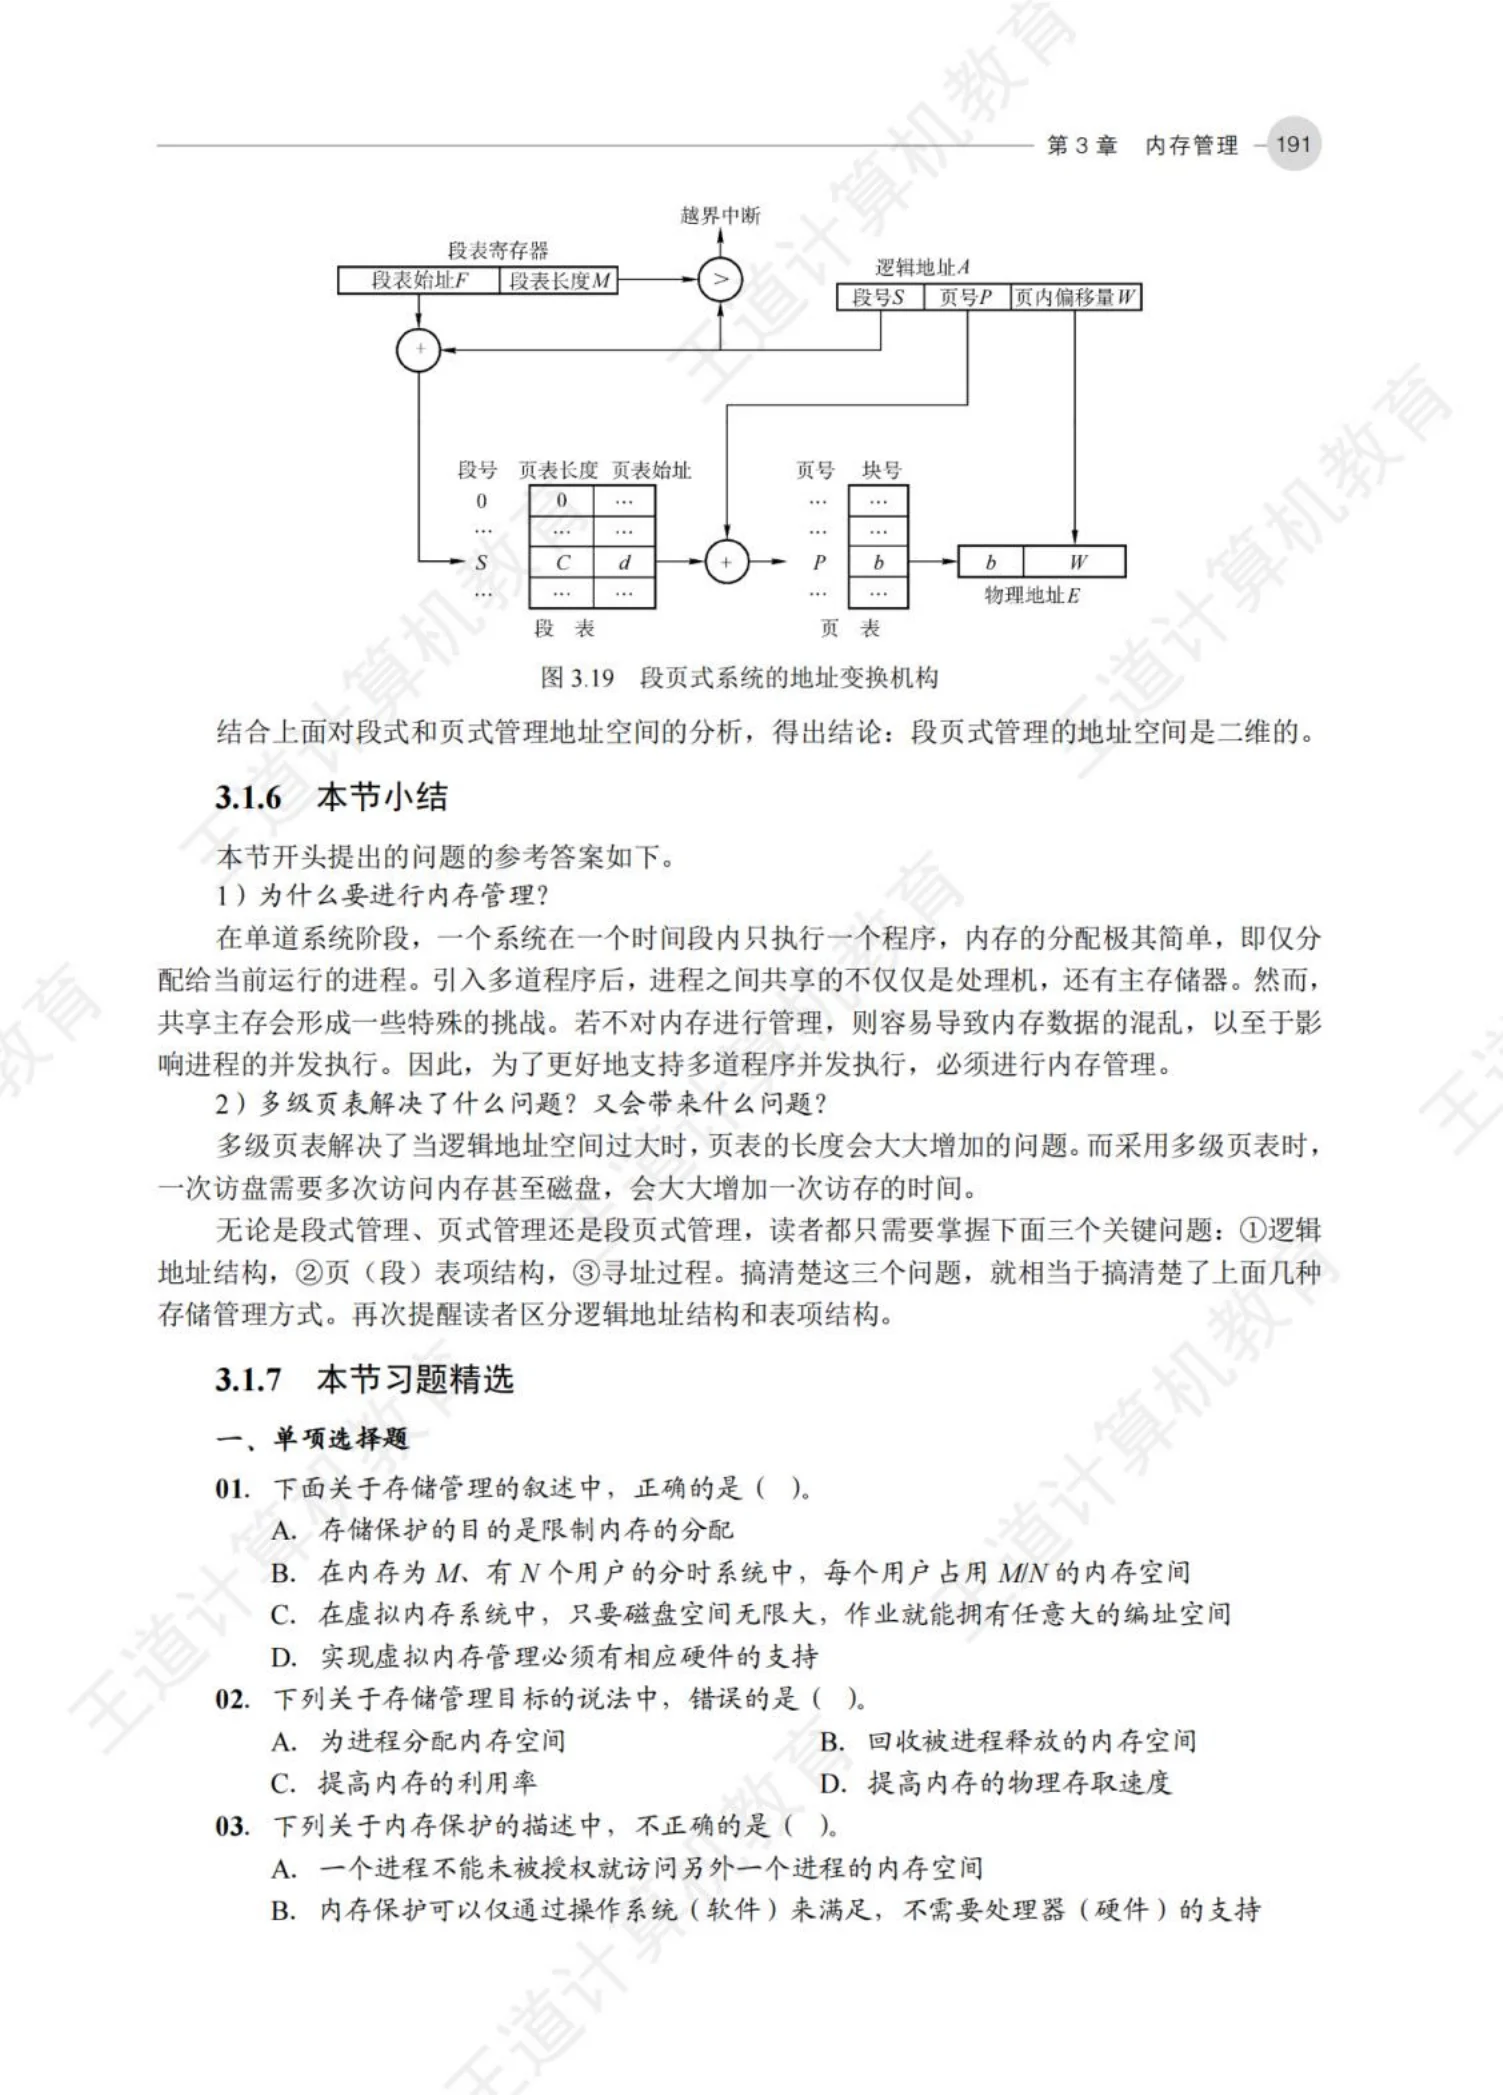 第 3 章 内存管理 191
越界中断
段表寄存器
段表始址F 段表长度M >
逻辑地址A
段号S 页号P 页内偏移量W
+
段号 页表长度 页表始址 页号 块号
0 0 … … …
… … … … …
S C d + P b b W
… … … … …
物理地址E
段 表 页 表
图 3.19 段页式系统的地址变换机构
结合上面对段式和页式管理地址空间的分析，得出结论：段页式管理的地址空间是二维的。
3.1.6 本节小结
本节开头提出的问题的参考答案如下。
1）为什么要进行内存管理？
在单道系统阶段，一个系统在一个时间段内只执行一个程序，内存的分配极其简单，即仅分
配给当前运行的进程。引入多道程序后，进程之间共享的不仅仅是处理机，还有主存储器。然而，
共享主存会形成一些特殊的挑战。若不对内存进行管理，则容易导致内存数据的混乱，以至于影
响进程的并发执行。因此，为了更好地支持多道程序并发执行，必须进行内存管理。
2）多级页表解决了什么问题？又会带来什么问题？
多级页表解决了当逻辑地址空间过大时，页表的长度会大大增加的问题。而采用多级页表时，
一次访盘需要多次访问内存甚至磁盘，会大大增加一次访存的时间。
无论是段式管理、页式管理还是段页式管理，读者都只需要掌握下面三个关键问题：①逻辑
地址结构，②页（段）表项结构，③寻址过程。搞清楚这三个问题，就相当于搞清楚了上面几种
存储管理方式。再次提醒读者区分逻辑地址结构和表项结构。
3.1.7 本节习题精选
一、单项选择题
01. 下面关于存储管理的叙述中，正确的是（ ）。
A. 存储保护的目的是限制内存的分配
B. 在内存为 M、有 N 个用户的分时系统中，每个用户占用 M/N 的内存空间
C. 在虚拟内存系统中，只要磁盘空间无限大，作业就能拥有任意大的编址空间
D. 实现虚拟内存管理必须有相应硬件的支持
02. 下列关于存储管理目标的说法中，错误的是（ ）。
A. 为进程分配内存空间 B. 回收被进程释放的内存空间
C. 提高内存的利用率 D. 提高内存的物理存取速度
03. 下列关于内存保护的描述中，不正确的是（ ）。
A. 一个进程不能未被授权就访问另外一个进程的内存空间
B. 内存保护可以仅通过操作系统（软件）来满足，不需要处理器（硬件）的支持
王道计算机教育